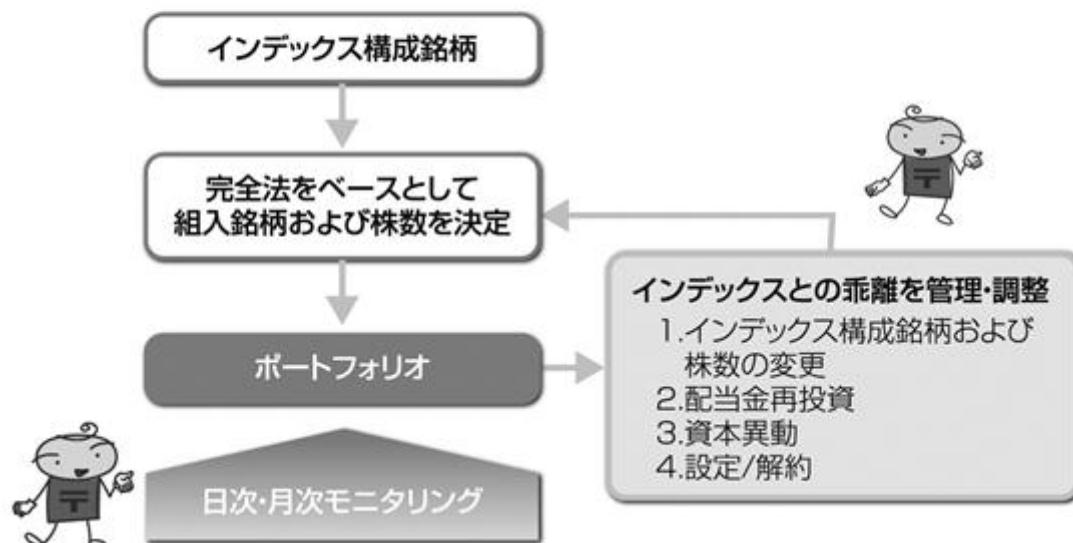 インデックス構成銘柄
完全法をベースとして
組入銘柄および株数を決定
ポートフォリオ
日次・月次モニタリング
インデックスとの乖離を管理・調整
1.インデックス構成銘柄および
株数の変更
2.配当金再投資
3.資本異動
4.設定/解約
〒
〒